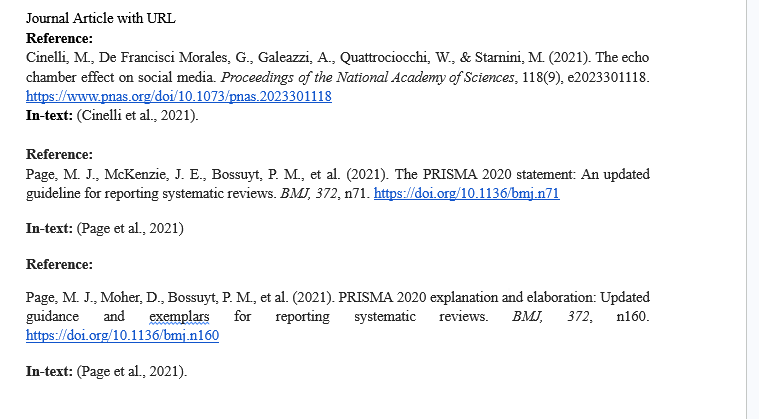 Journal Article with URL
Reference:
Cinelli, M., De Francisci Morales, G., Galeazzi, A., Quattrociocchi, W., & Starnini, M. (2021). The echo
chamber effect on social media. Proceedings of the National Academy of Sciences, 118(9), e2023301118.
https://www.pnas.org/doi/10.1073/pnas.2023301118
In-text: (Cinelli et al., 2021).
Reference:
Page, M. J., McKenzie, J. E., Bossuyt, P. M., et al. (2021). The PRISMA 2020 statement: An updated
guideline for reporting systematic reviews. BMJ, 372, n71. https://doi.org/10.1136/bmj.n71
In-text: (Page et al., 2021)
Reference:
Page, M. J., Moher, D., Bossuyt, P. M., et al. (2021). PRISMA 2020 explanation and elaboration: Updated
guidance and exemplars for reporting systematic reviews. BMJ, 372, n160.
https://doi.org/10.1136/bmj.n160
In-text: (Page et al., 2021).